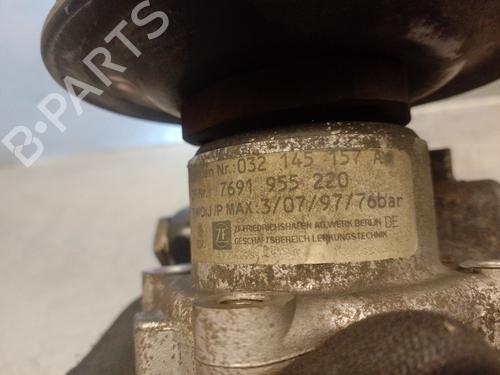 B-PARTS
Nr.: 032 145 157 A
Nr. 7691 955 220
/P MAX.: 3/07/97/76bar
ZF FRIEDRICHSHAFEN AG, WERK BERLIN DE
GESCHÄFTSBEREICH LENKUNGSTECHNIK